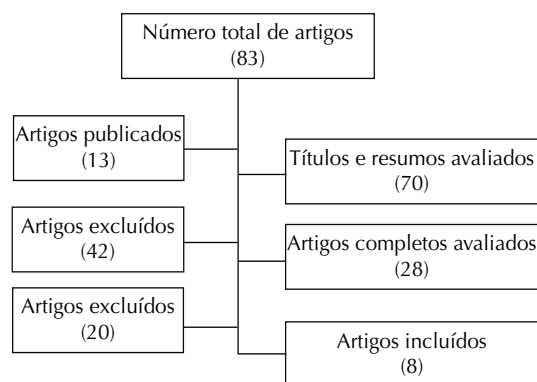 Número total de artigos
(83)
Artigos publicados
(13)
Títulos e resumos avaliados
(70)
Artigos excluídos
(42)
Artigos completos avaliados
(28)
Artigos excluídos
(20)
Artigos incluídos
(8)